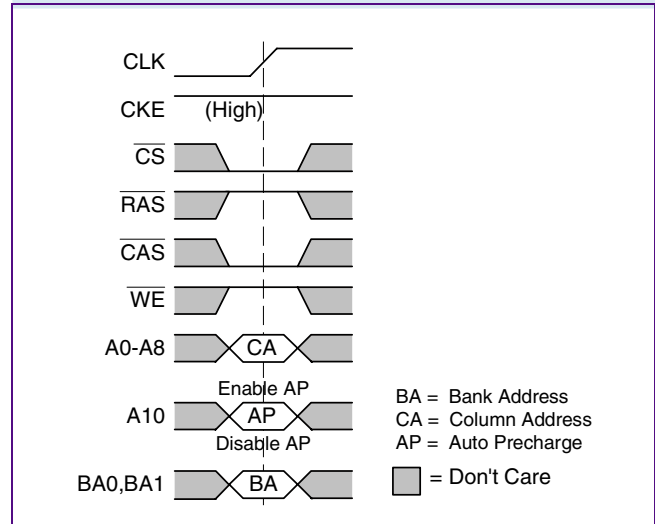 CLK
CKE (High)
CS
RAS
CAS
WE
A0-A8 CA
Enable AP
A10 AP
Disable AP
BA0,BA1 BA
BA = Bank Address
CA = Column Address
AP = Auto Precharge
= Don't Care